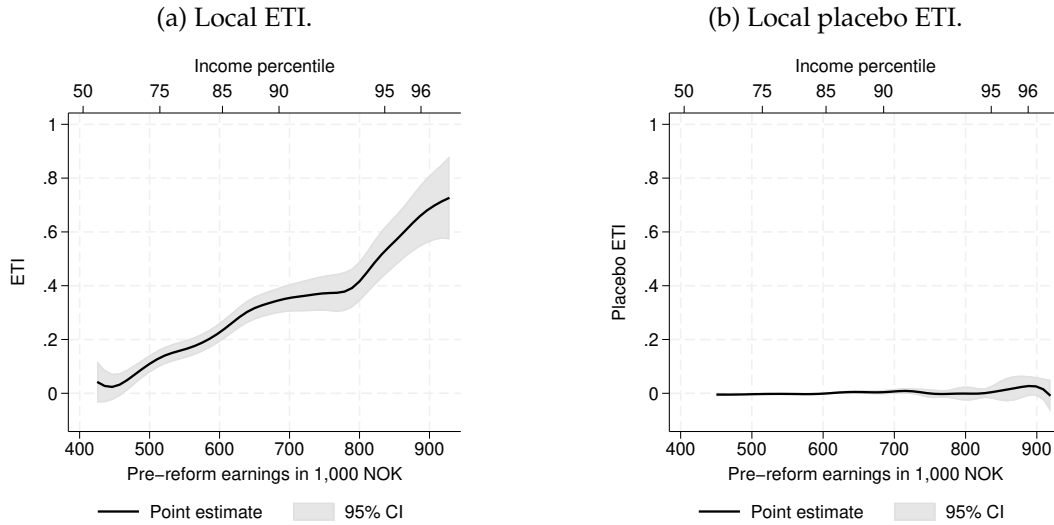 (a) Local ETI.
Income percentile
50 75 85 90 95 96
1
.8
.6
.4
.2
0
ETI
400 500 600 700 800 900
Pre−reform earnings in 1,000 NOK
Point estimate 95% CI
(b) Local placebo ETI.
Income percentile
50 75 85 90 95 96
1
.8
.6
.4
.2
0
Placebo ETI
400 500 600 700 800 900
Pre−reform earnings in 1,000 NOK
Point estimate 95% CI